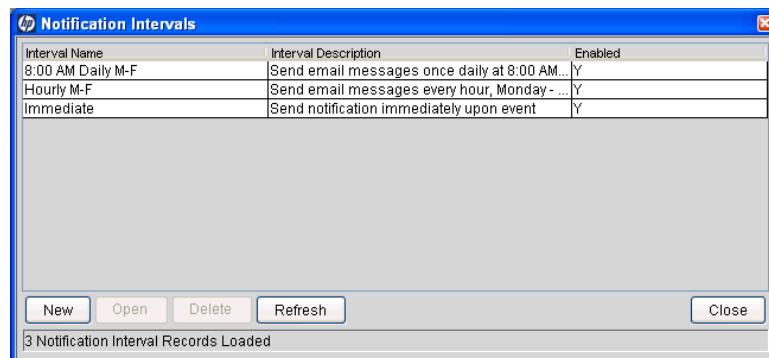 hp Notification Intervals
Interval Name Interval Description Enabled
8:00 AM Daily M-F Send email messages once daily at 8:00 AM... Y
Hourly M-F Send email messages every hour, Monday - ... Y
Immediate Send notification immediately upon event Y
New Open Delete Refresh Close
3 Notification Interval Records Loaded